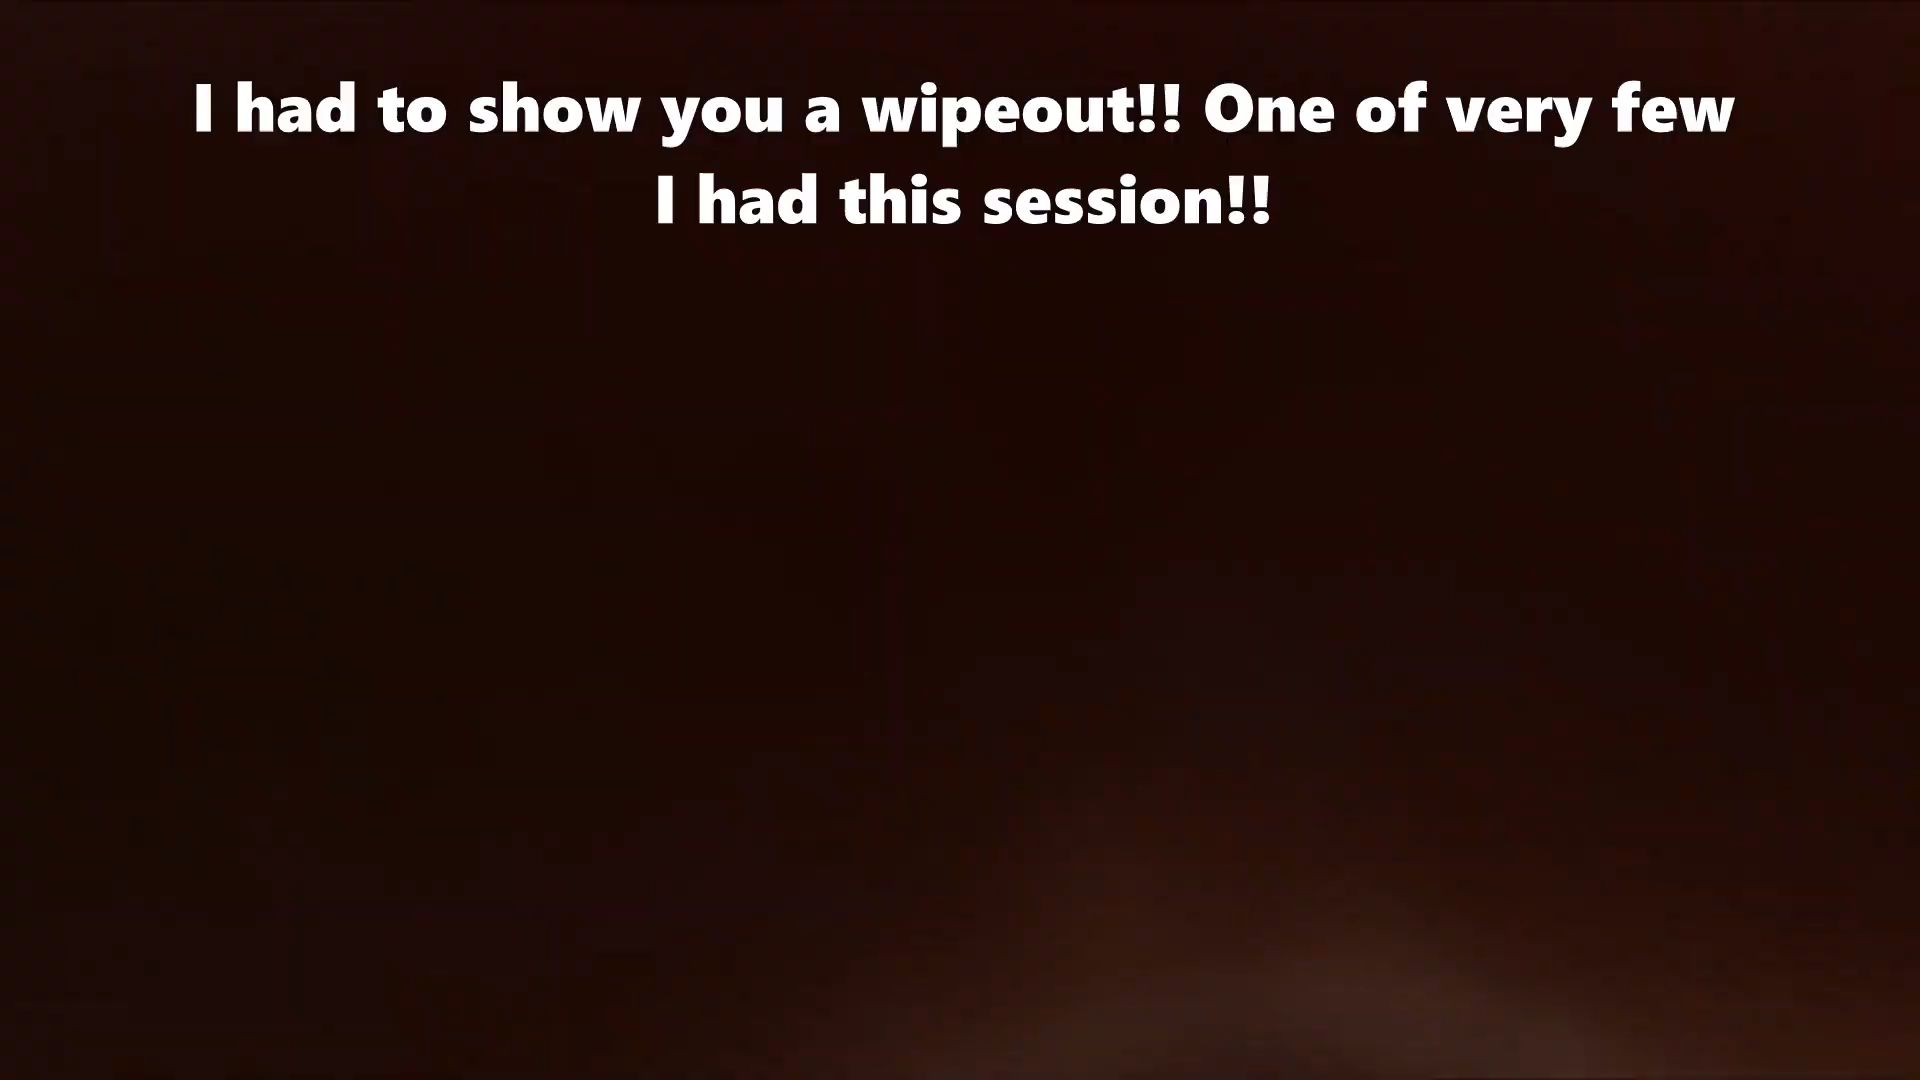 I had to show you a wipeout!! One of very few
I had this session!!